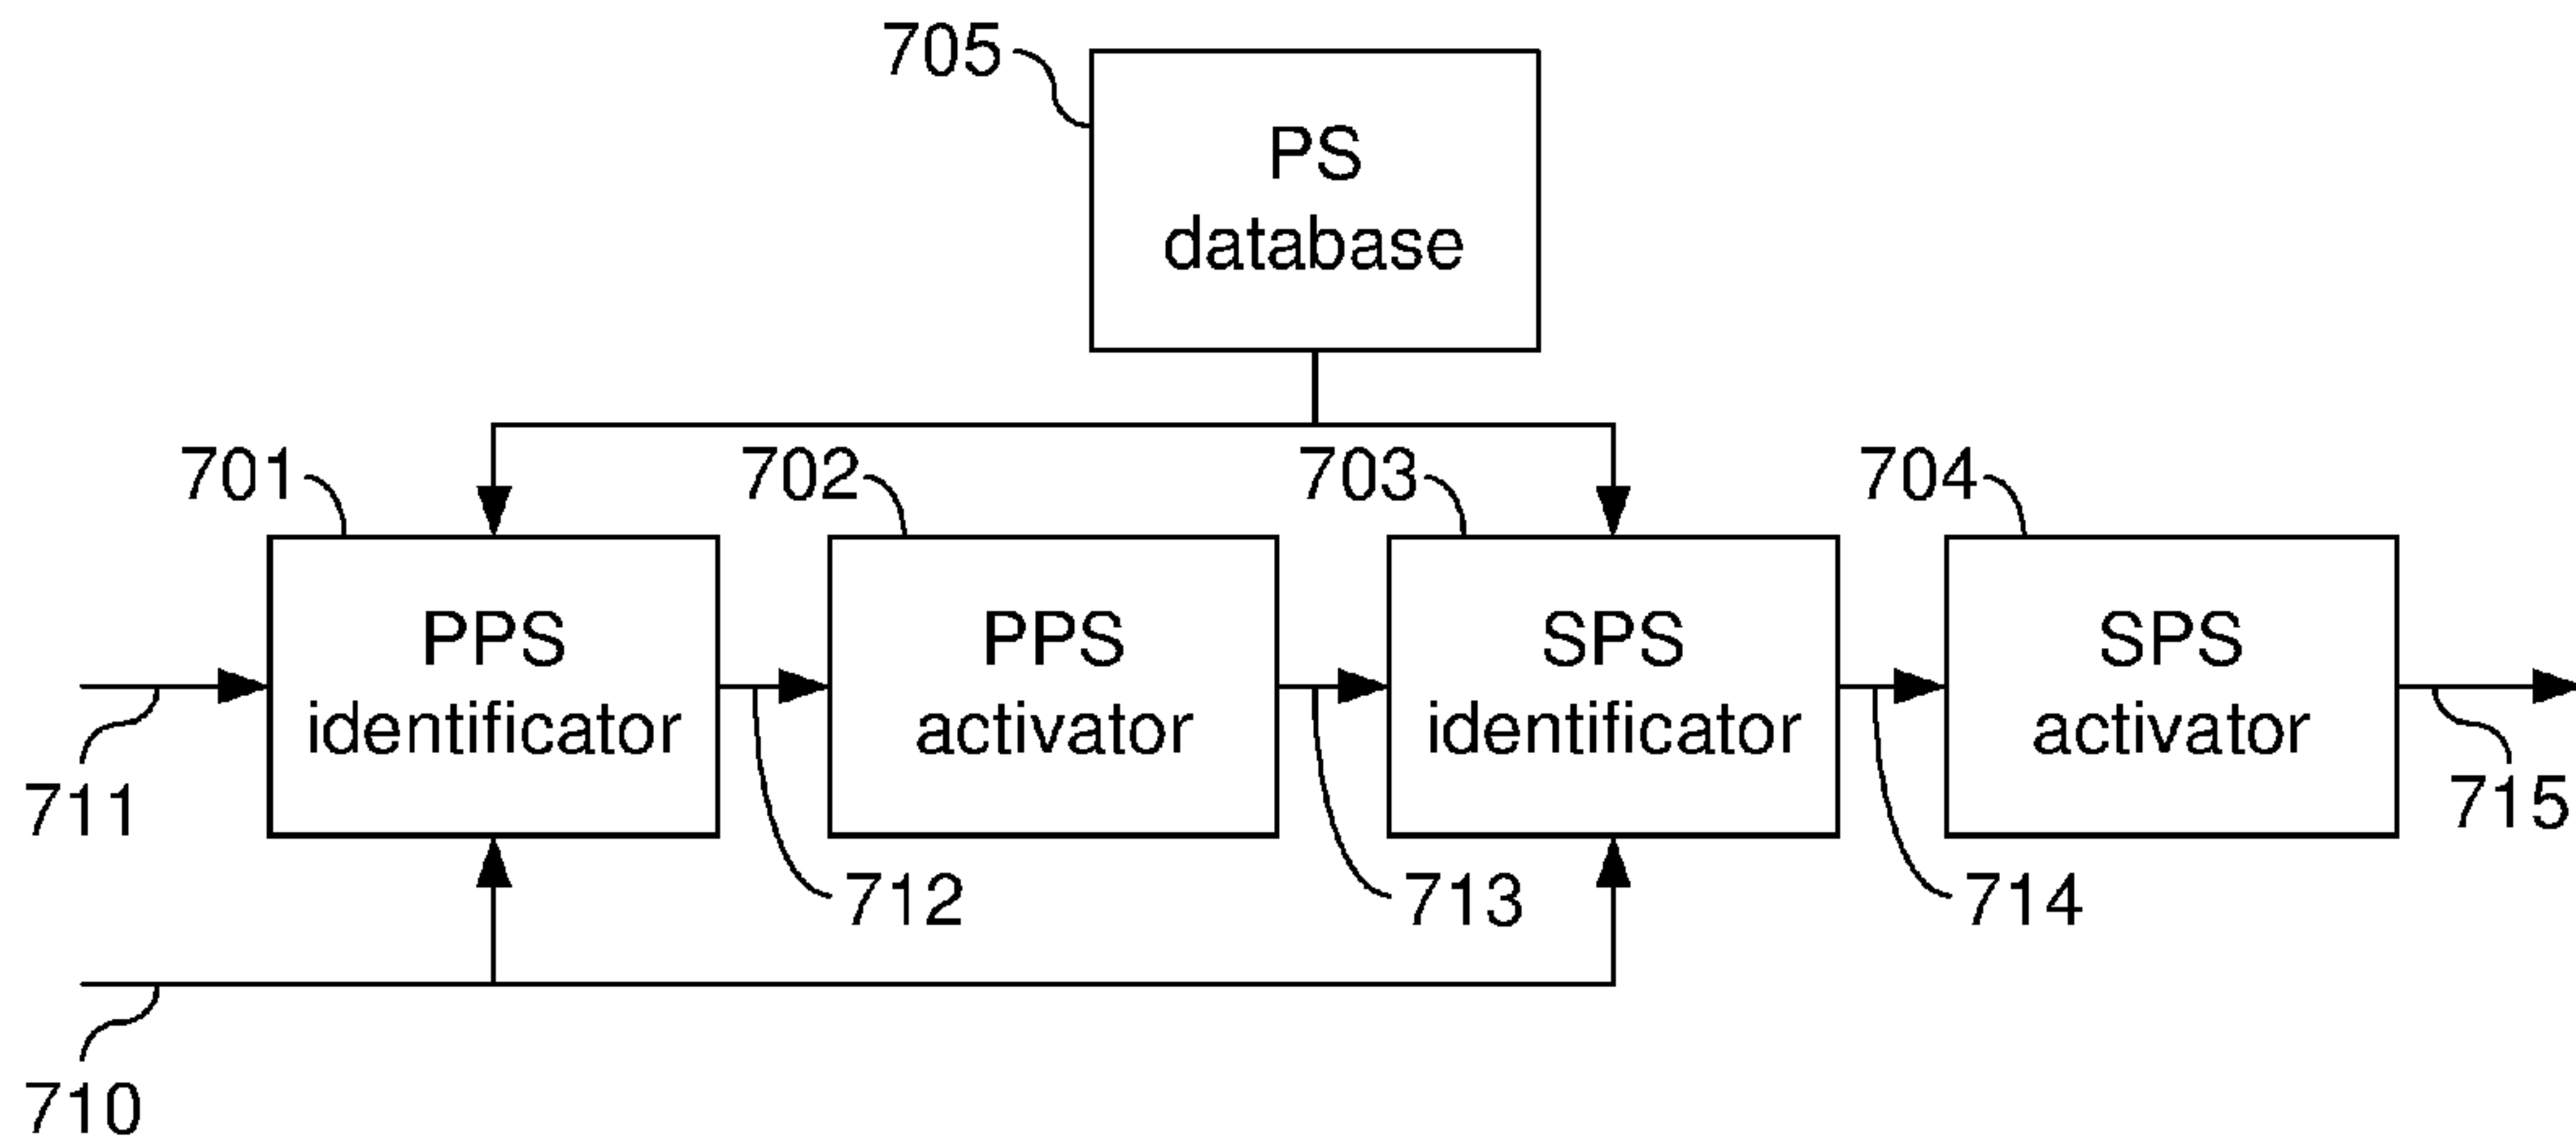 705
PS
database
701
702
703
704
PPS
identificator
PPS
activator
SPS
identificator
SPS
activator
711
712
713
714
715
710